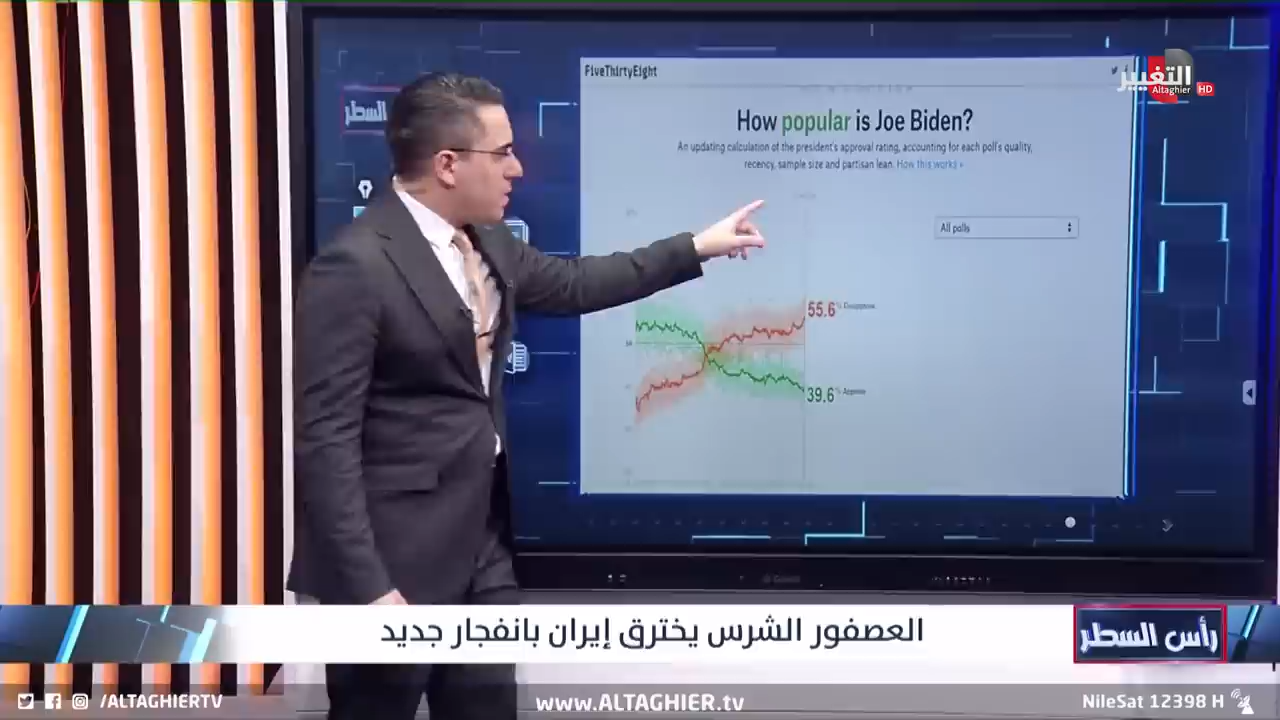 FiveThirtyEight
التغيير
Altaghier HD
السطر
How popular is Joe Biden?
An updating calculation of the president's approval rating, accounting for each poll's quality,
recency, sample size and partisan lean. How this works »
All polls
55.6% Disapprove
39.6% Approve
العصفور الشرس يخترق إيران بانفجار جديد
رأس السطر
/ALTAGHIERTV
www.ALTAGHIER.tv
NileSat 12398 H